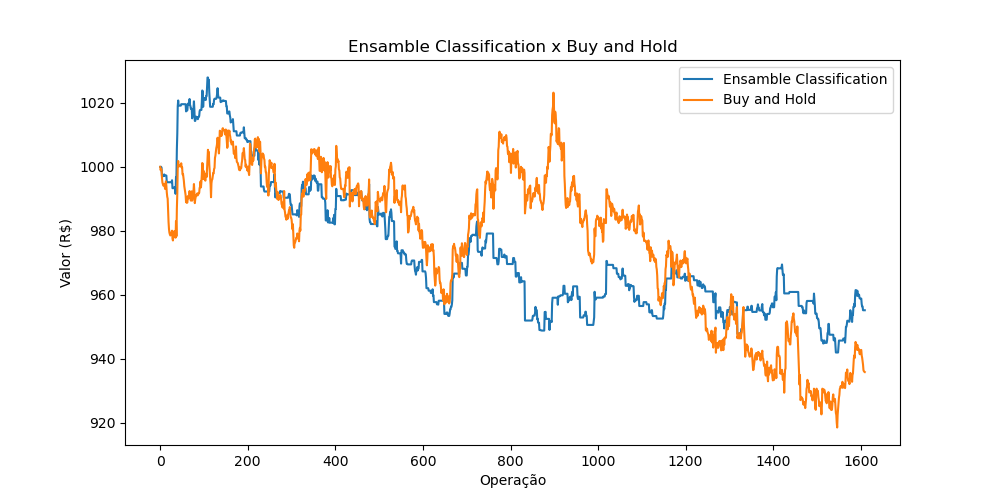 Ensamble Classification x Buy and Hold
Ensamble Classification
Buy and Hold
Valor (R$)
1020
1000
980
960
940
920
0 200 400 600 800 1000 1200 1400 1600
Operação